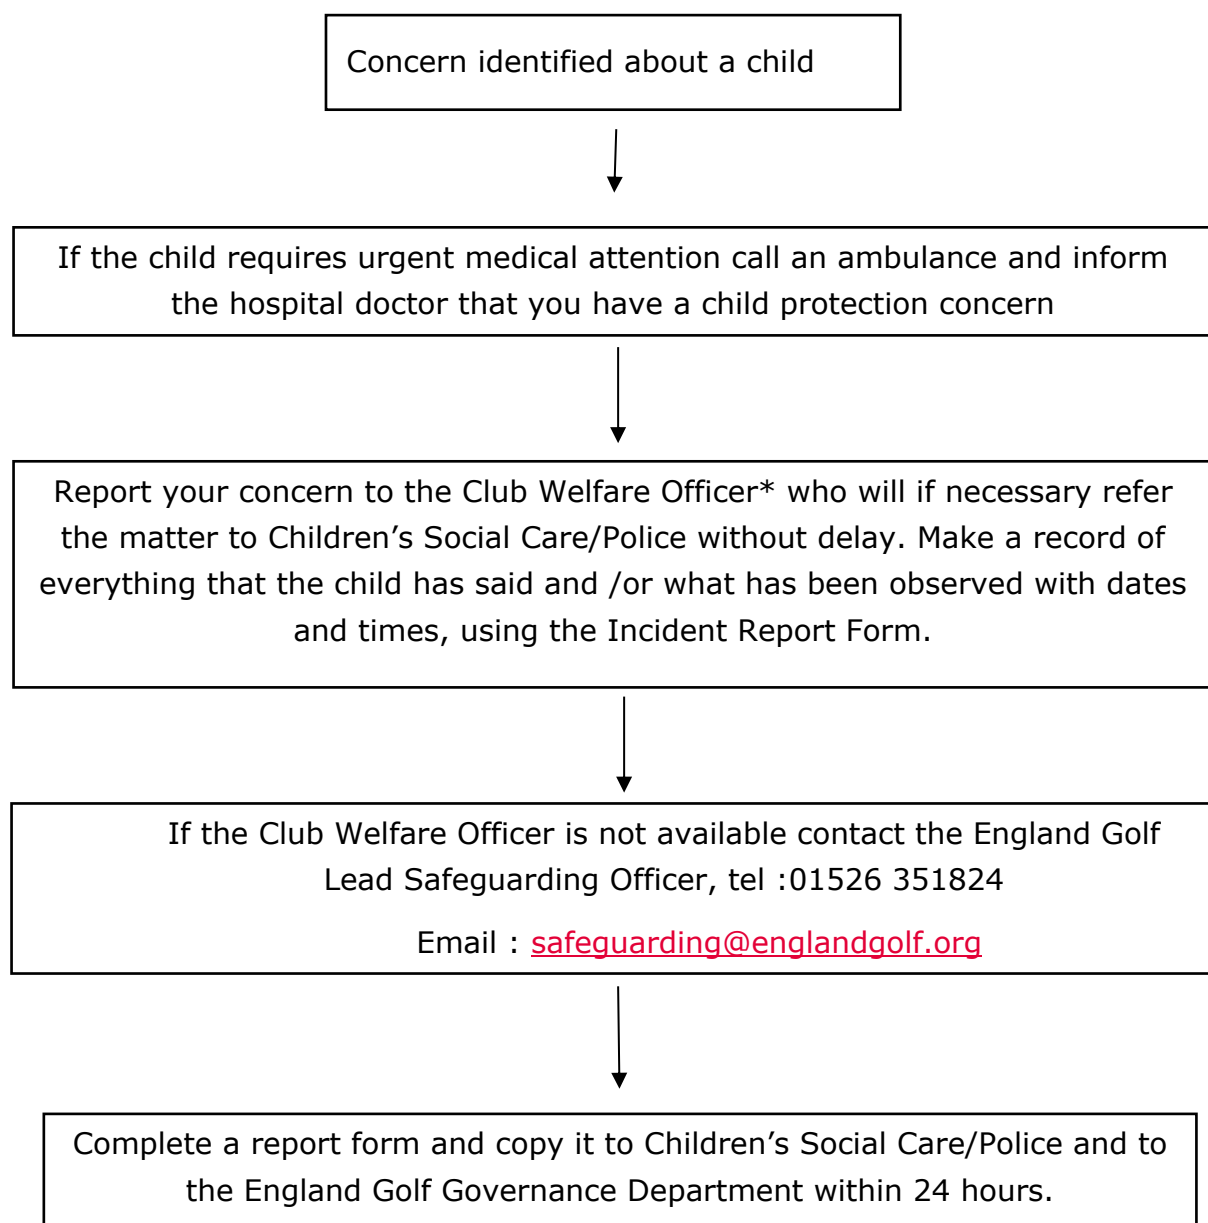 Concern identified about a child
If the child requires urgent medical attention call an ambulance and inform
the hospital doctor that you have a child protection concern
Report your concern to the Club Welfare Officer* who will if necessary refer
the matter to Children’s Social Care/Police without delay. Make a record of
everything that the child has said and /or what has been observed with dates
and times, using the Incident Report Form.
If the Club Welfare Officer is not available contact the England Golf
Lead Safeguarding Officer, tel :01526 351824
Email : safeguarding@englandgolf.org
Complete a report form and copy it to Children’s Social Care/Police and to
the England Golf Governance Department within 24 hours.